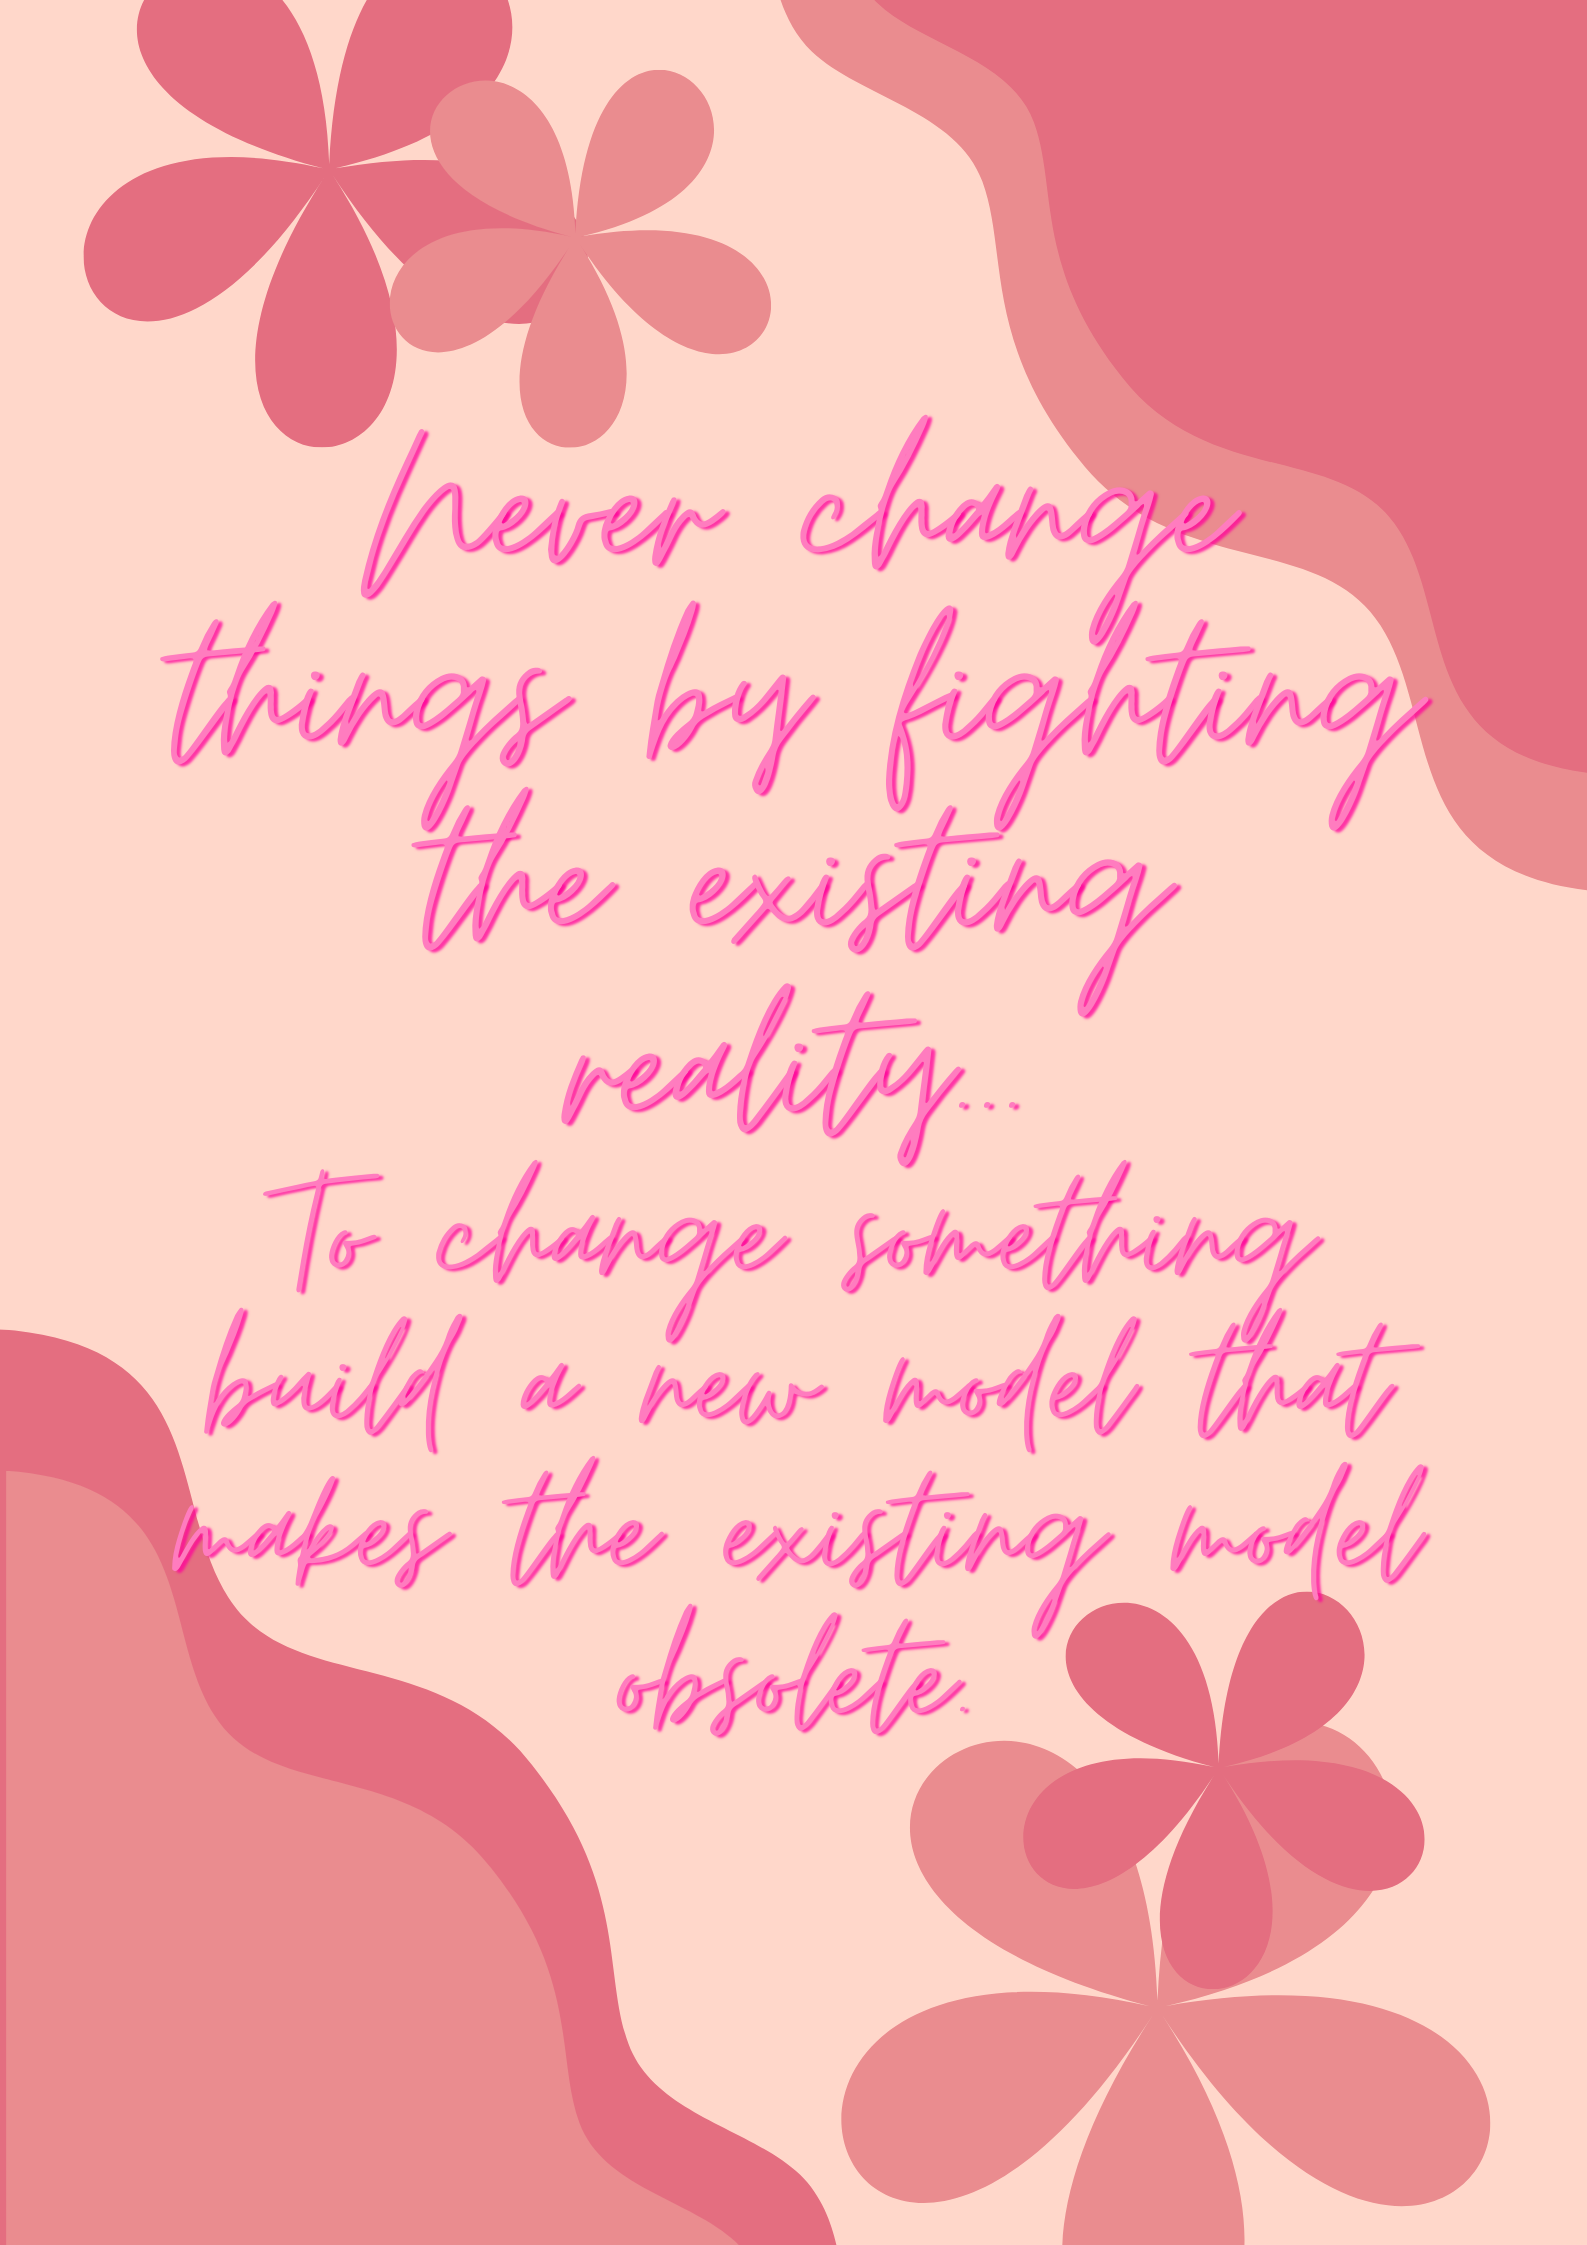 Never change
things by fighting
the existing
reality...
To change something
build a new model that
makes the existing model
obsolete.